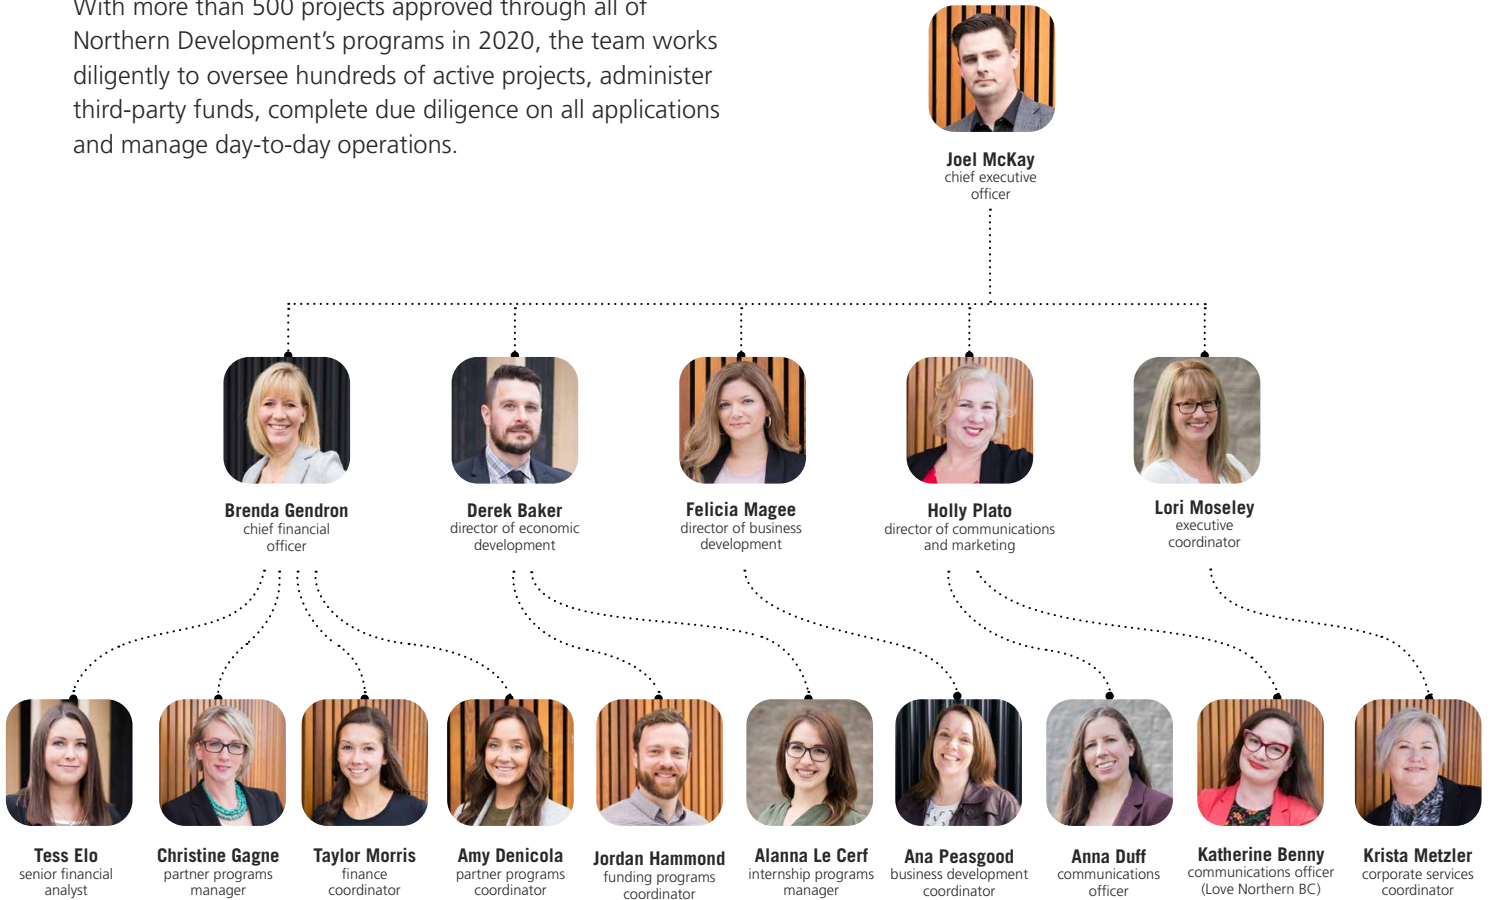 With more than 500 projects approved through all of
Northern Development’s programs in 2020, the team works
diligently to oversee hundreds of active projects, administer
third-party funds, complete due diligence on all applications
and manage day-to-day operations.
Joel McKay
chief executive
officer
Brenda Gendron
chief financial
officer
Derek Baker
director of economic
development
Felicia Magee
director of business
development
Holly Plato
director of communications
and marketing
Lori Moseley
executive
coordinator
Tess Elo
senior financial
analyst
Christine Gagne
partner programs
manager
Taylor Morris
finance
coordinator
Amy Denicola
partner programs
coordinator
Jordan Hammond
funding programs
coordinator
Alanna Le Cerf
internship programs
manager
Ana Peasgood
business development
coordinator
Anna Duff
communications
officer
Katherine Benny
communications officer
(Love Northern BC)
Krista Metzler
corporate services
coordinator